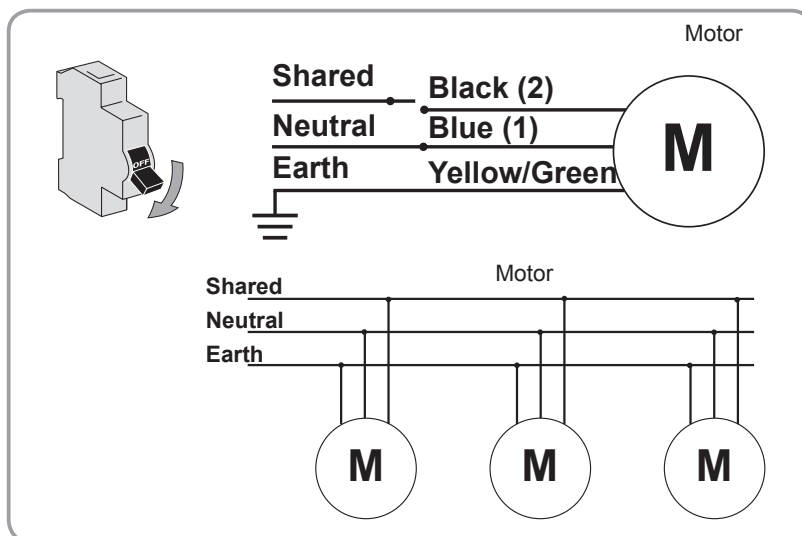 Motor
Shared
Black (2)
Neutral
Blue (1)
Earth
Yellow/Green
M
OFF
Motor
Shared
Neutral
Earth
M
M
M